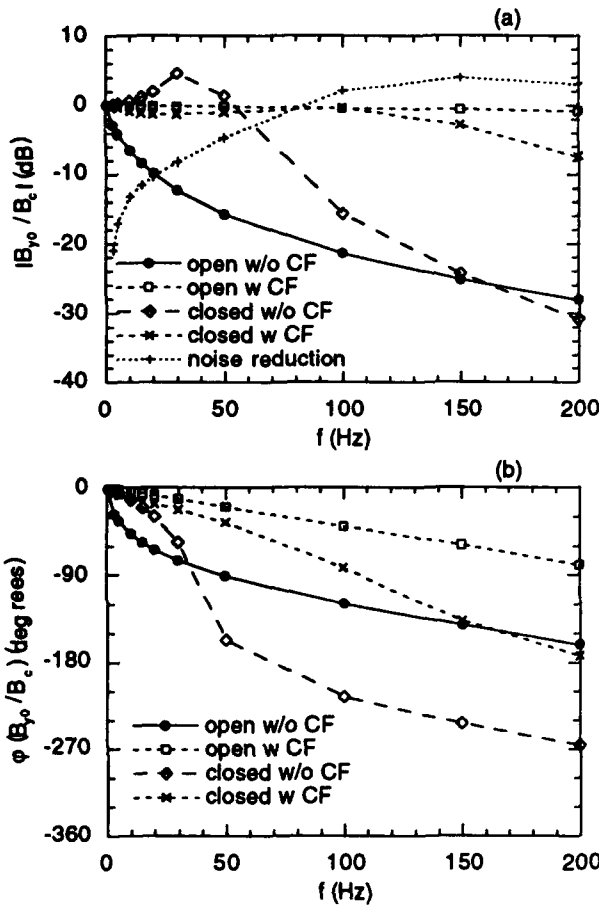 (a)
10
0
-10
-20
-30
-40
|B_y0 / B_c| (dB)
open w/o CF
open w CF
closed w/o CF
closed w CF
noise reduction
0 50 100 150 200
f (Hz)
(b)
0
-90
-180
-270
-360
φ (B_y0 / B_c) (degrees)
open w/o CF
open w CF
closed w/o CF
closed w CF
0 50 100 150 200
f (Hz)